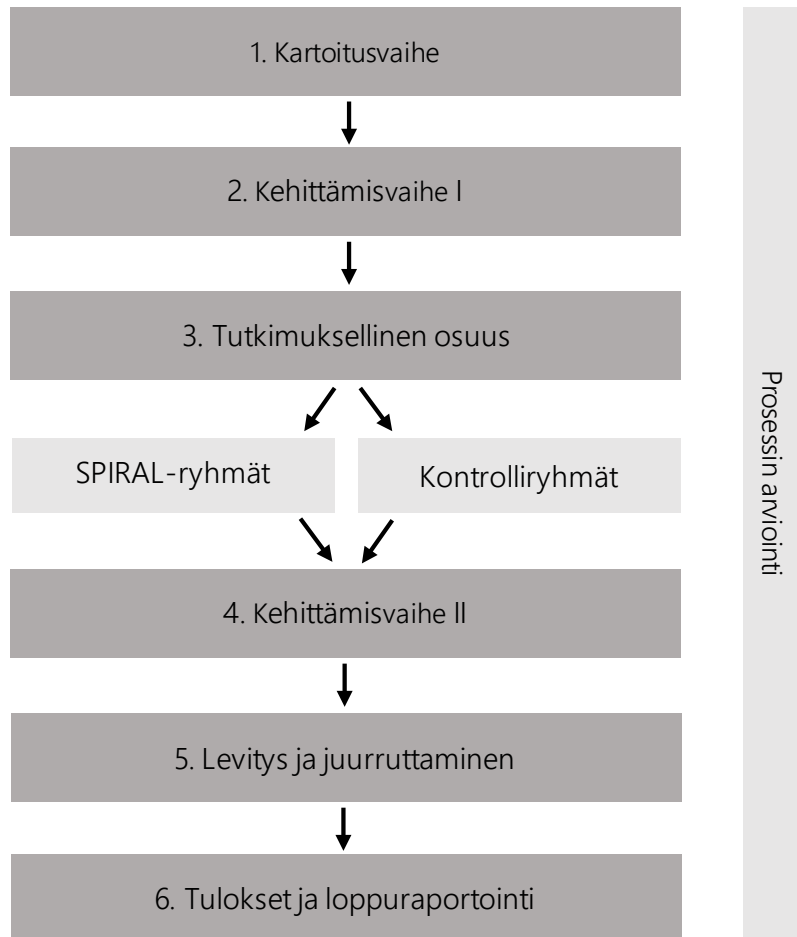 1. Kartoitusvaihe
2. Kehittämisvaihe I
3. Tutkimuksellinen osuus
SPIRAL-ryhmät
Kontrolliryhmät
4. Kehittämisvaihe II
5. Levitys ja juurruttaminen
6. Tulokset ja loppuraportointi
Prosessin arviointi